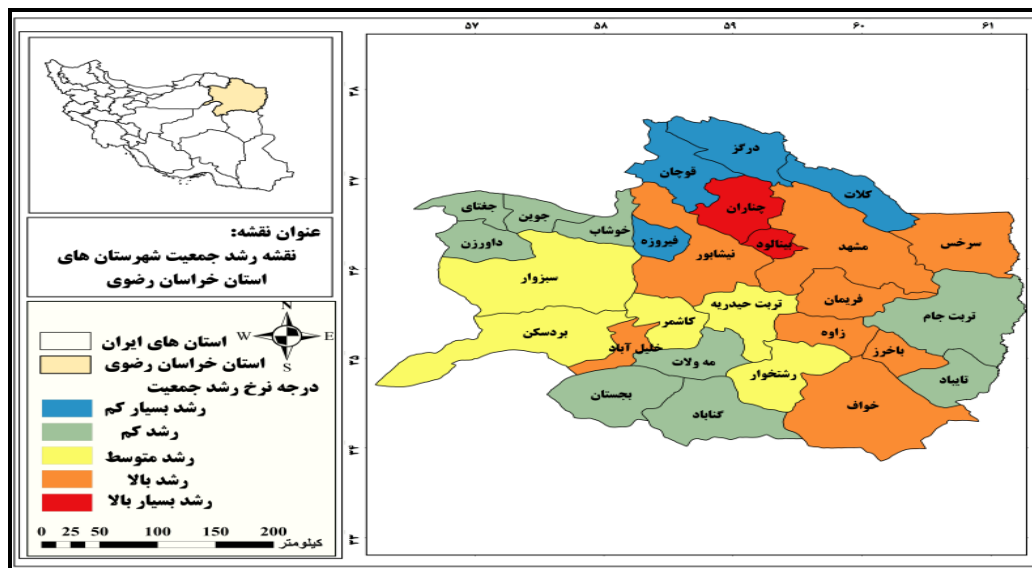 ۵۷ ۵۸ ۵۹ ۶۰ ۶۱
۳۸
۳۷
۳۶
۳۵
۳۴
عنوان نقشه:
نقشه رشد جمعیت شهرستان های
استان خراسان رضوی
N
W E
S
استان های ایران
استان خراسان رضوی
درجه نرخ رشد جمعیت
رشد بسیار کم
رشد کم
رشد متوسط
رشد بالا
رشد بسیار بالا
0 25 50 100 150 200
کیلومتر
درگز
قوچان
کلات
چناران
جغتای
جوین
خوشاب
داورزن
فیروزه
بینالود
نیشابور
مشهد
سرخس
سبزوار
فریمان
تربت حیدریه
تربت جام
کاشمر
بردسکن
خلیل آباد
زاوه
باخرز
مه ولات
رشتخوار
تایباد
بجستان
گناباد
خواف